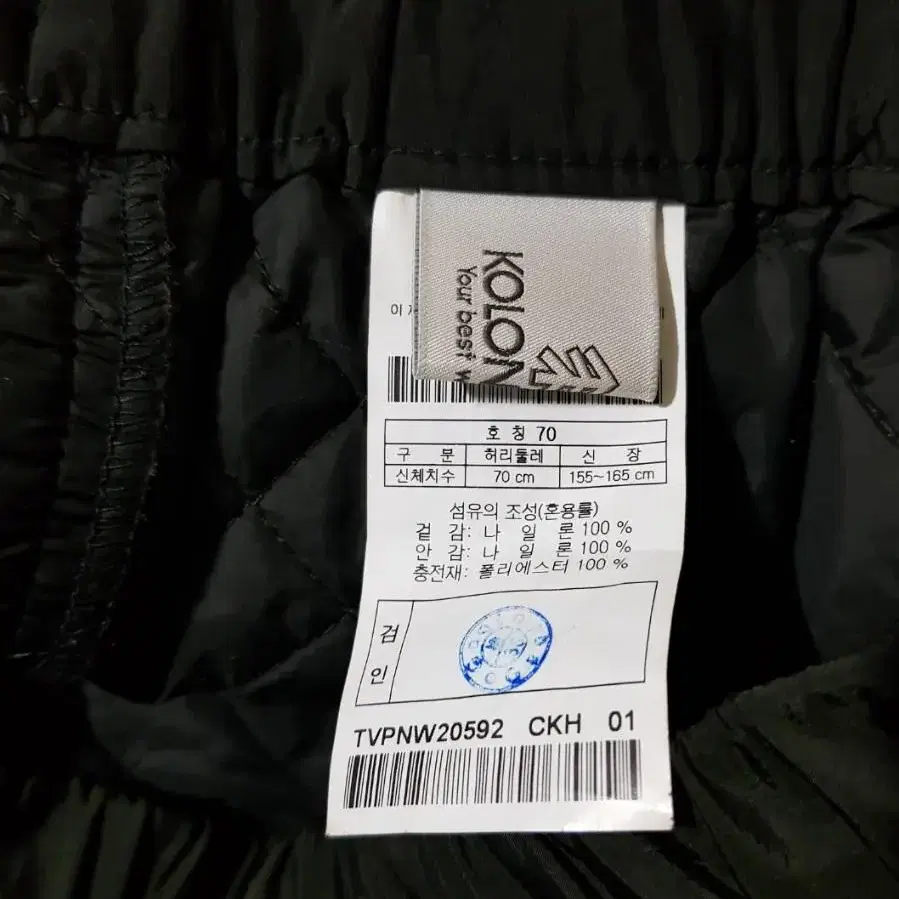 KOLON
Your best
호 칭 70
구 분 허리둘레 신 장
신체치수 70 cm 155~165 cm
섬유의 조성(혼용률)
겉 감: 나 일 론 100 %
안 감: 나 일 론 100 %
충전재: 폴리에스터 100 %
검
인
TVPNW20592 CKH 01